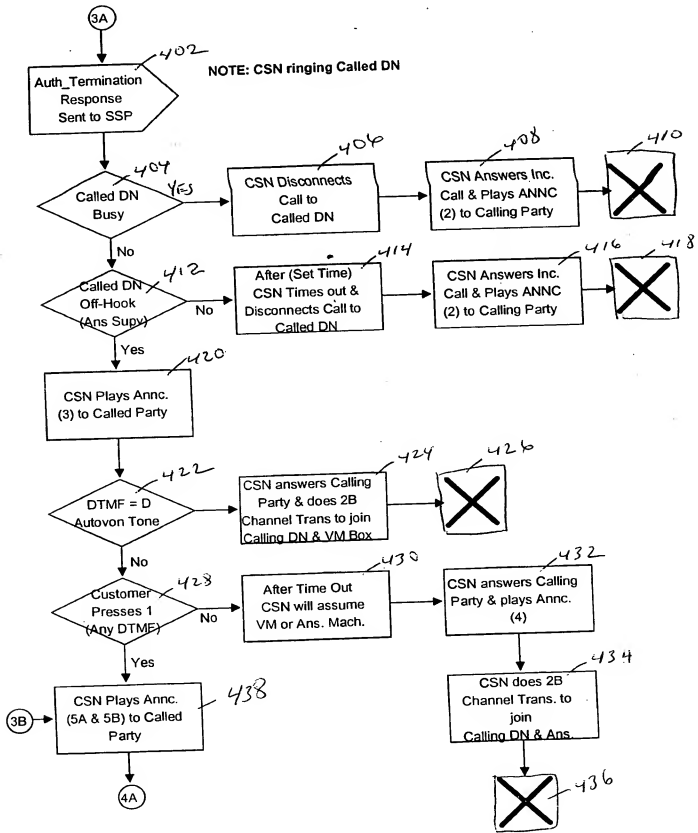 3A
402
NOTE: CSN ringing Called DN
Auth_Termination
Response
Sent to SSP
404
Called DN
Busy
YES
406
CSN Disconnects
Call to
Called DN
408
CSN Answers Inc.
Call & Plays ANNC
(2) to Calling Party
410
No
412
Called DN
Off-Hook
(Ans Supv)
No
414
After (Set Time)
CSN Times out &
Disconnects Call to
Called DN
416
CSN Answers Inc.
Call & Plays ANNC
(2) to Calling Party
418
Yes
420
CSN Plays Annc.
(3) to Called Party
422
DTMF = D
Autovon Tone
424
CSN answers Calling
Party & does 2B
Channel Trans to join
Calling DN & VM Box
426
No
428
Customer
Presses 1
(Any DTMF)
No
430
After Time Out
CSN will assume
VM or Ans. Mach.
432
CSN answers Calling
Party & plays Annc.
(4)
Yes
434
CSN does 2B
Channel Trans. to
join
Calling DN & Ans.
438
3B
CSN Plays Annc.
(5A & 5B) to Called
Party
436
4A